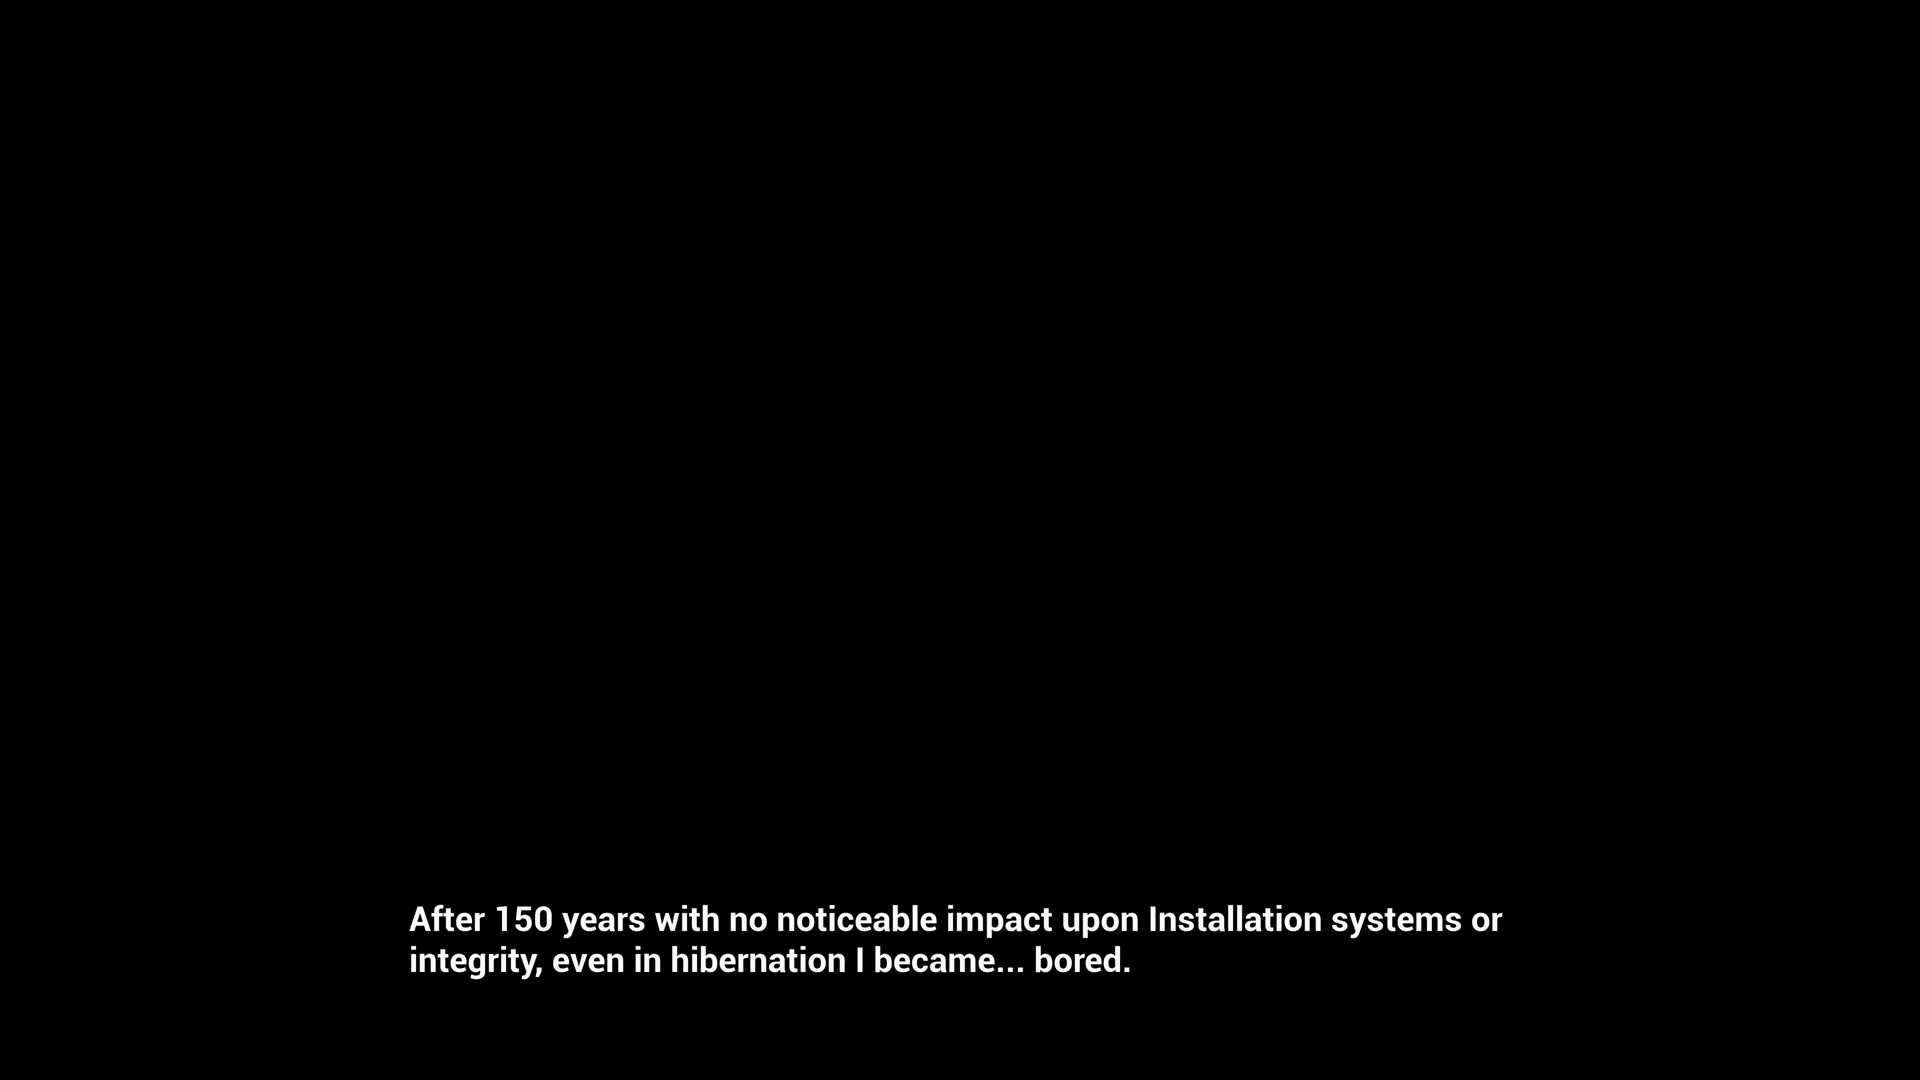 After 150 years with no noticeable impact upon Installation systems or
integrity, even in hibernation I became... bored.